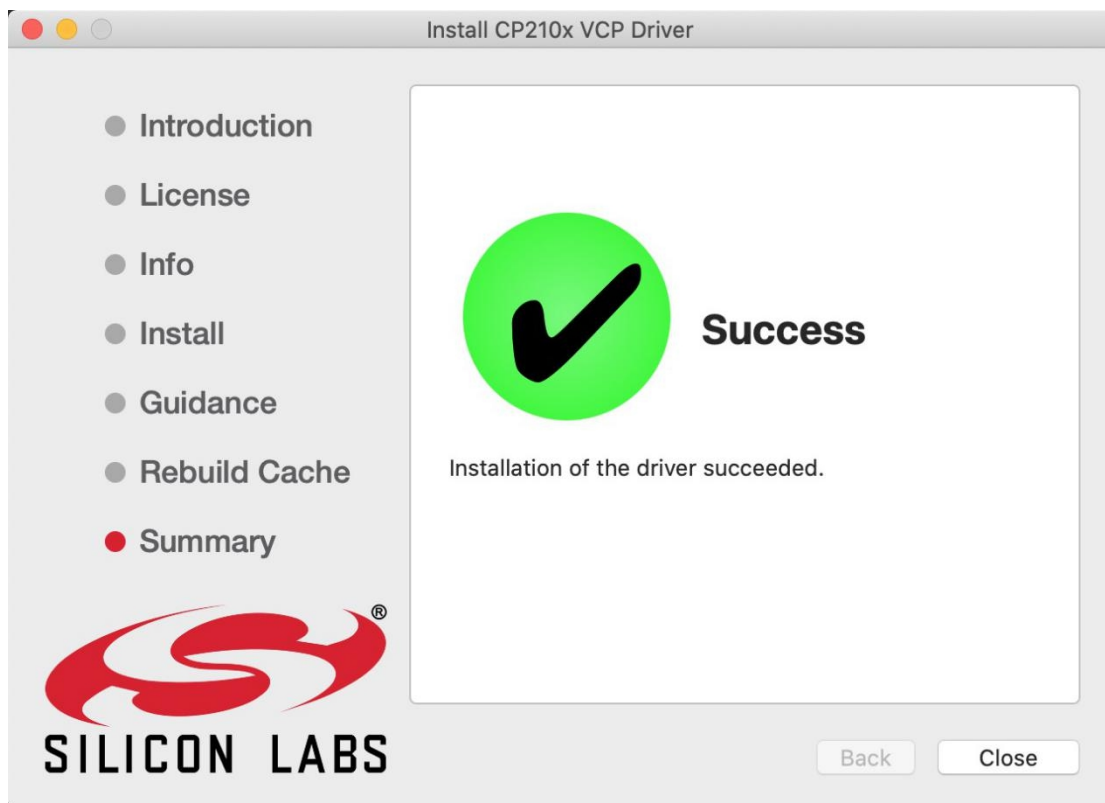 Install CP210x VCP Driver
Introduction
License
Info
Install
Guidance
Rebuild Cache
Summary
Success
Installation of the driver succeeded.
®
SILICON LABS
Back
Close